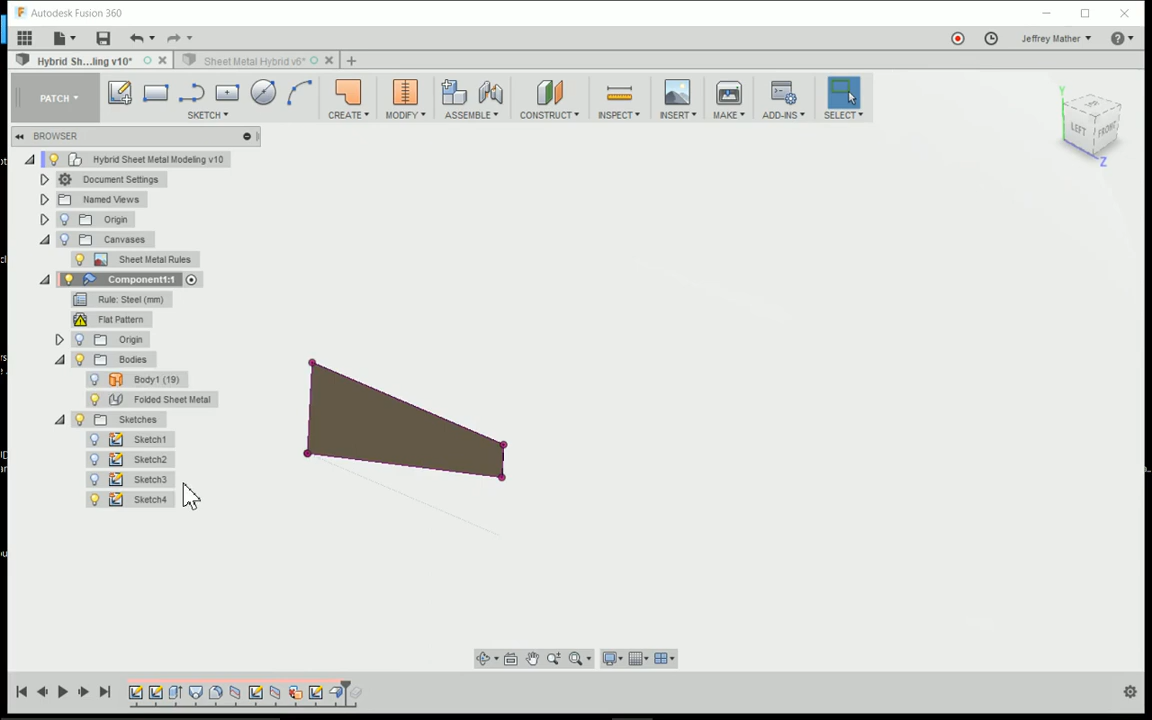 Autodesk Fusion 360
Jeffrey Mather
Hybrid Sh...ling v10*
Sheet Metal Hybrid v6*
PATCH
SKETCH
CREATE
MODIFY
ASSEMBLE
CONSTRUCT
INSPECT
INSERT
MAKE
ADD-INS
SELECT
BROWSER
Hybrid Sheet Metal Modeling v10
Document Settings
Named Views
Origin
Canvases
Sheet Metal Rules
Component1:1
Rule: Steel (mm)
Flat Pattern
Origin
Bodies
Body1 (19)
Folded Sheet Metal
Sketches
Sketch1
Sketch2
Sketch3
Sketch4
Y
LEFT
FRONT
Z